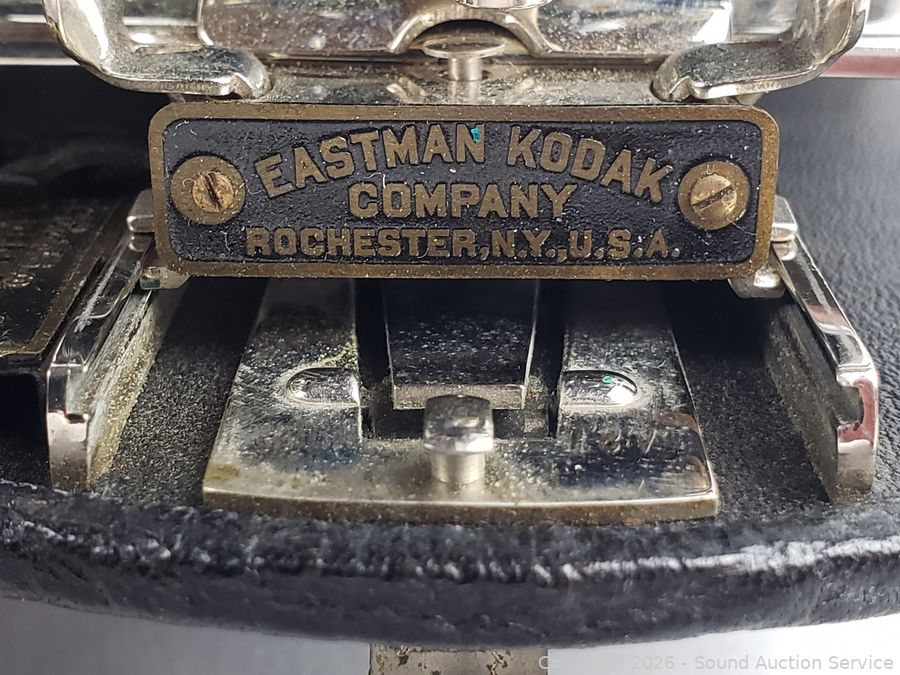 EASTMAN KODAK
COMPANY
ROCHESTER, N.Y., U.S.A.
Copyright 2026 - Sound Auction Service